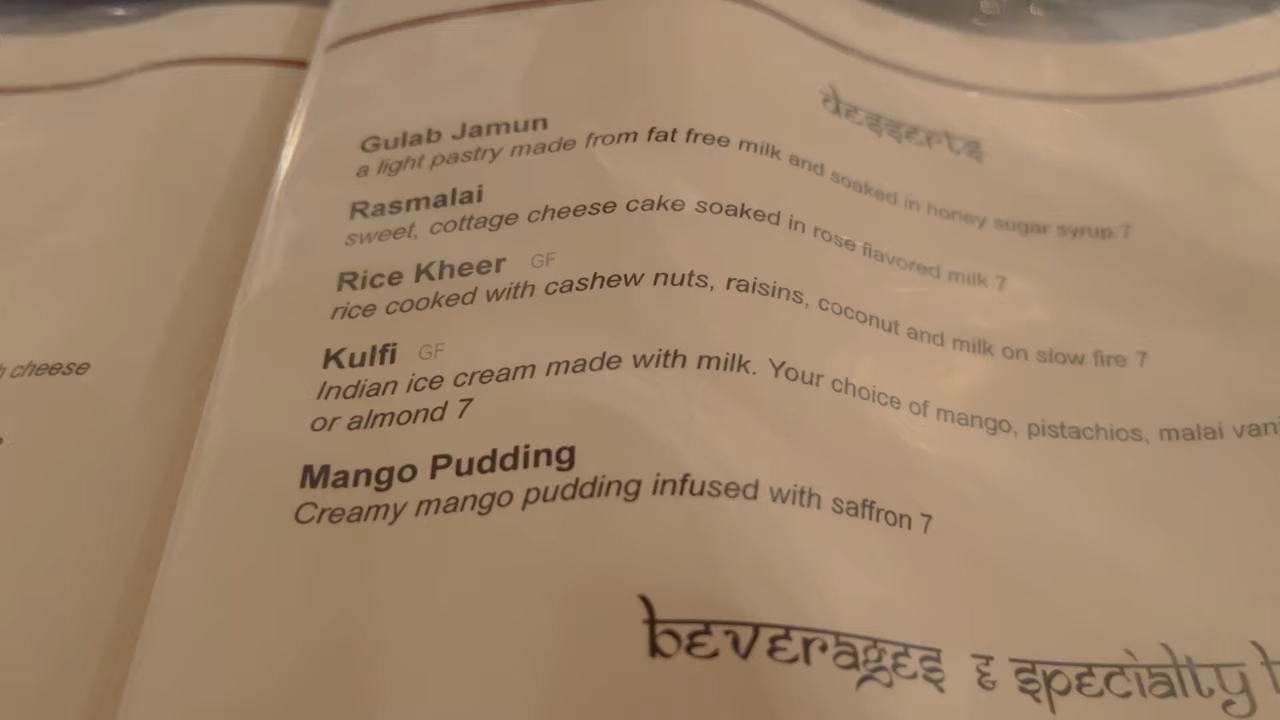 desserts
Gulab Jamun
a light pastry made from fat free milk and soaked in honey sugar syrup 7
Rasmalai
sweet, cottage cheese cake soaked in rose flavored milk 7
Rice Kheer GF
rice cooked with cashew nuts, raisins, coconut and milk on slow fire 7
Kulfi GF
Indian ice cream made with milk. Your choice of mango, pistachios, malai
or almond 7
Mango Pudding
Creamy mango pudding infused with saffron 7
beverages & specialty
cheese